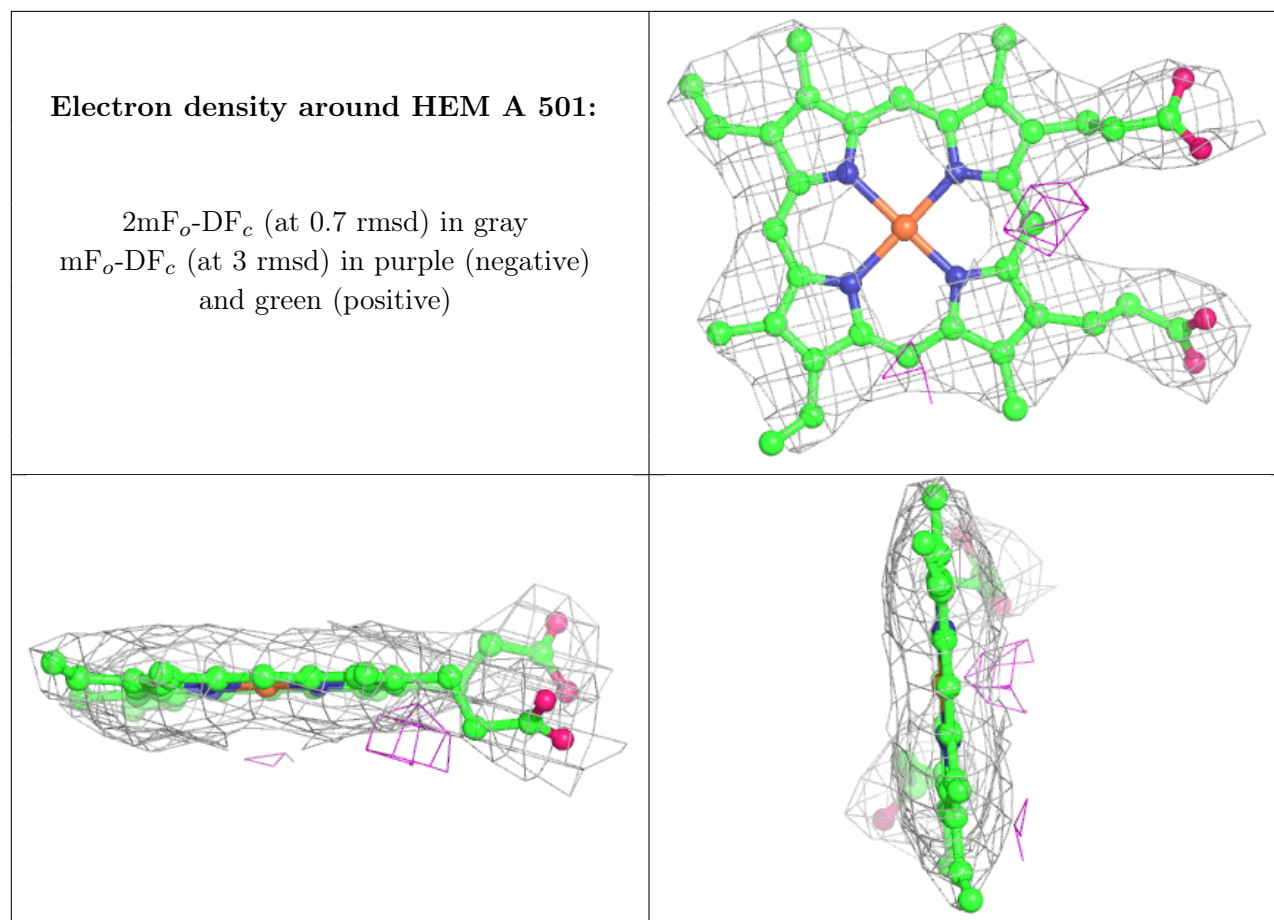 Electron density around HEM A 501:
2mFo-DFc (at 0.7 rmsd) in gray
mFo-DFc (at 3 rmsd) in purple (negative)
and green (positive)